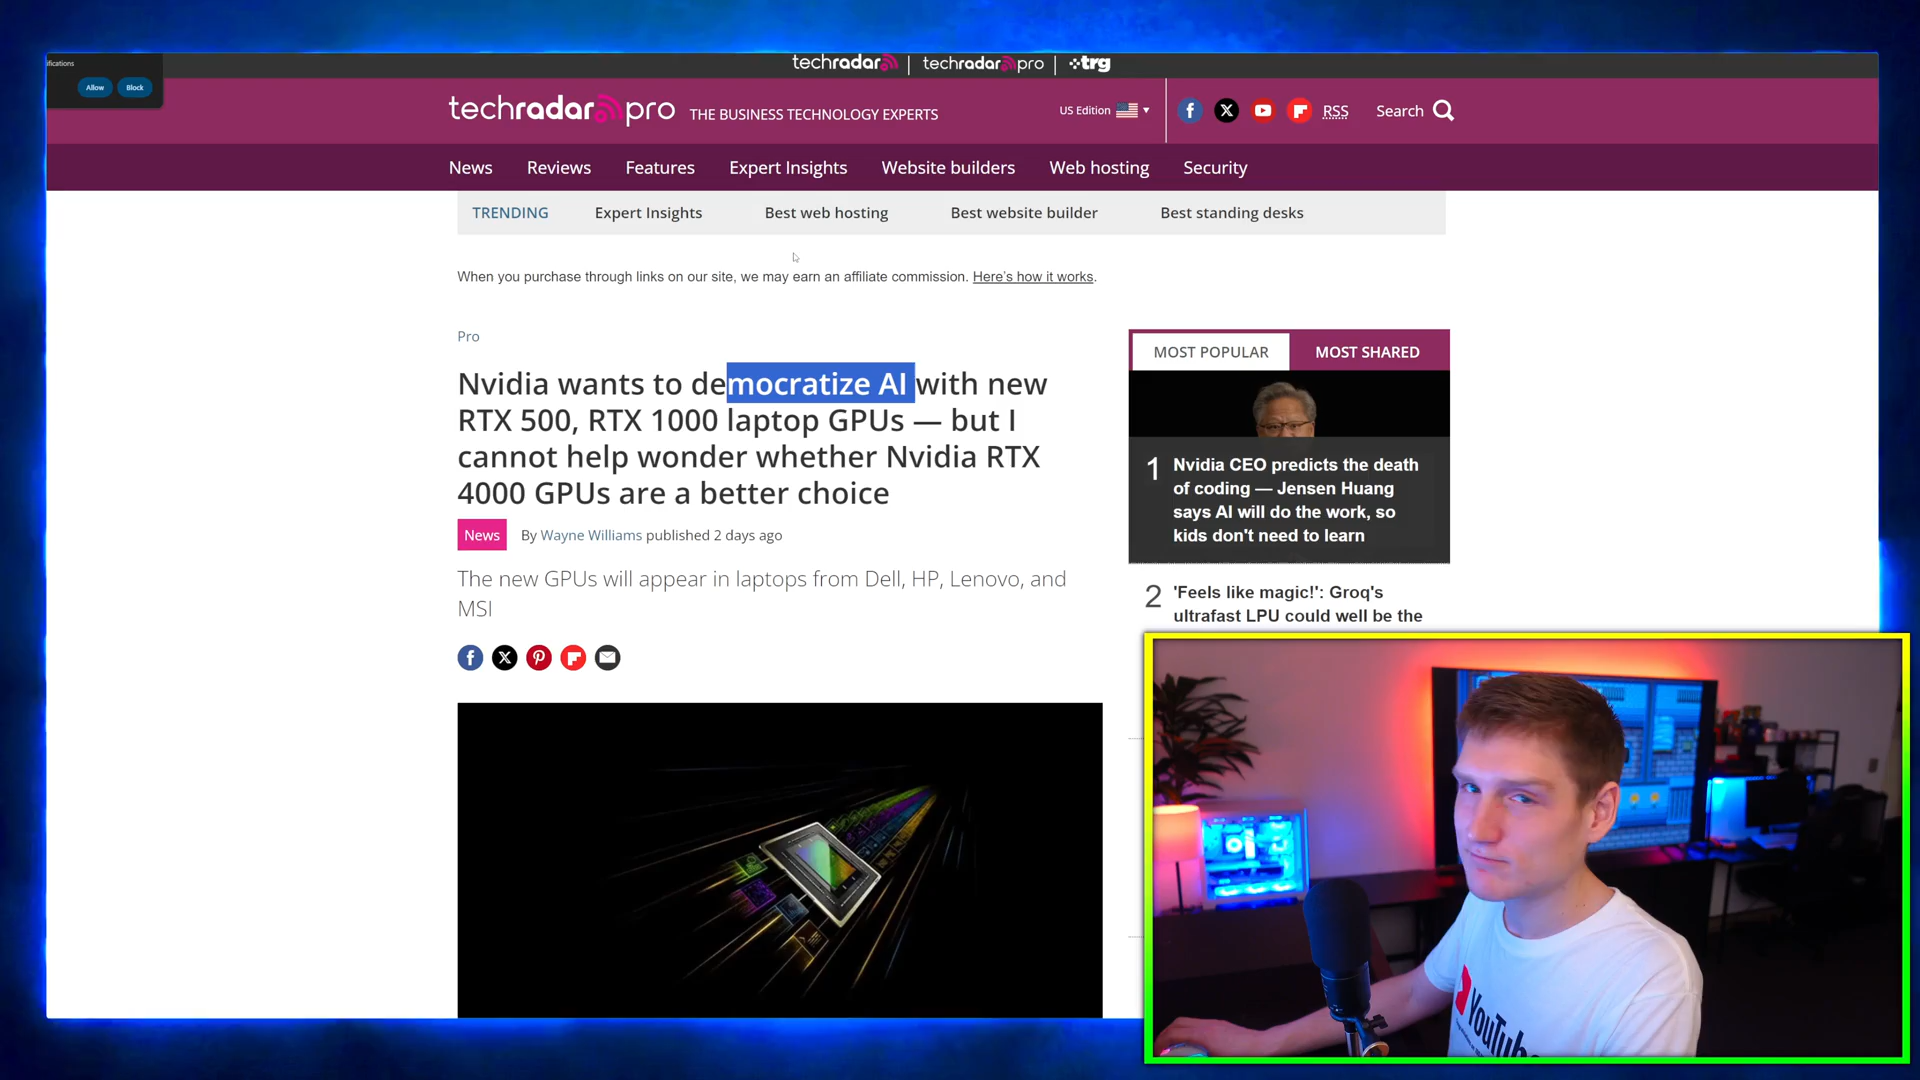 ifications
Allow
Block
techradar | techradar pro | trg
techradar pro THE BUSINESS TECHNOLOGY EXPERTS
US Edition
RSS
Search
News Reviews Features Expert Insights Website builders Web hosting Security
TRENDING Expert Insights Best web hosting Best website builder Best standing desks
When you purchase through links on our site, we may earn an affiliate commission. Here's how it works.
Pro
Nvidia wants to democratize AI with new
RTX 500, RTX 1000 laptop GPUs — but I
cannot help wonder whether Nvidia RTX
4000 GPUs are a better choice
News By Wayne Williams published 2 days ago
The new GPUs will appear in laptops from Dell, HP, Lenovo, and
MSI
MOST POPULAR MOST SHARED
1 Nvidia CEO predicts the death
of coding — Jensen Huang
says AI will do the work, so
kids don't need to learn
2 'Feels like magic!': Groq's
ultrafast LPU could well be the
YouTube